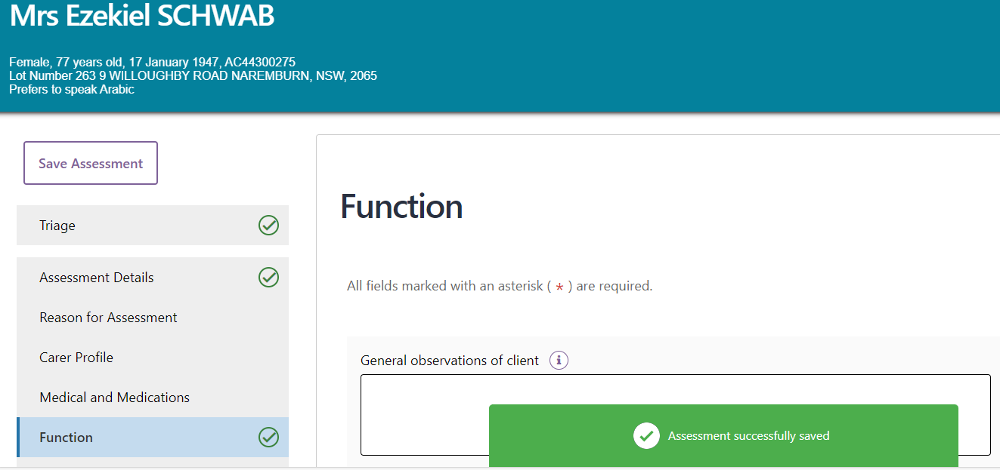 Mrs Ezekiel SCHWAB
Female, 77 years old, 17 January 1947, AC44300275
Lot Number 263 9 WILLOUGHBY ROAD NAREMBURN, NSW, 2065
Prefers to speak Arabic
Save Assessment
Triage
Assessment Details
Reason for Assessment
Carer Profile
Medical and Medications
Function
Function
All fields marked with an asterisk ( * ) are required.
General observations of client
Assessment successfully saved